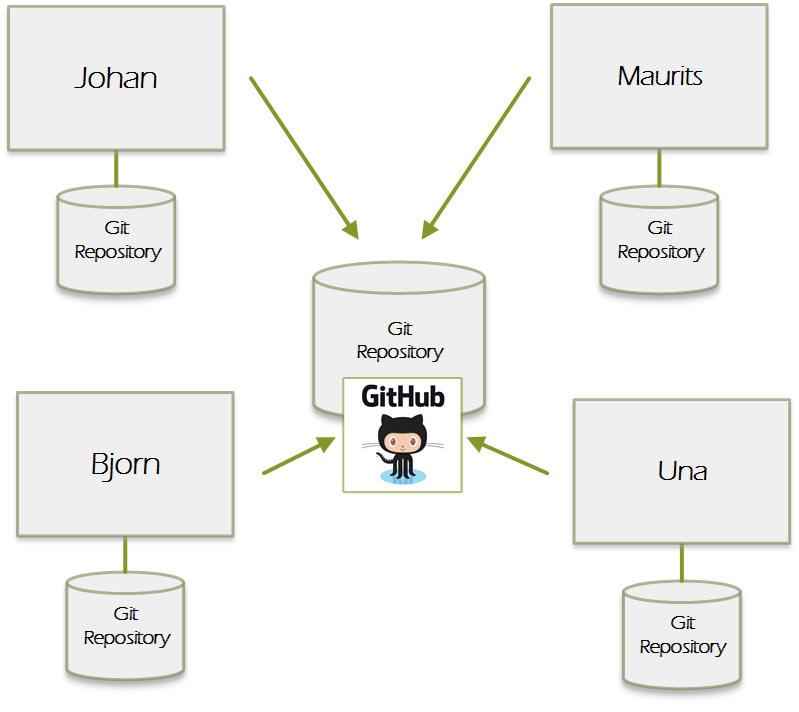 Johan
Maurits
Git
Repository
Git
Repository
Git
Repository
GitHub
Bjorn
Una
Git
Repository
Git
Repository